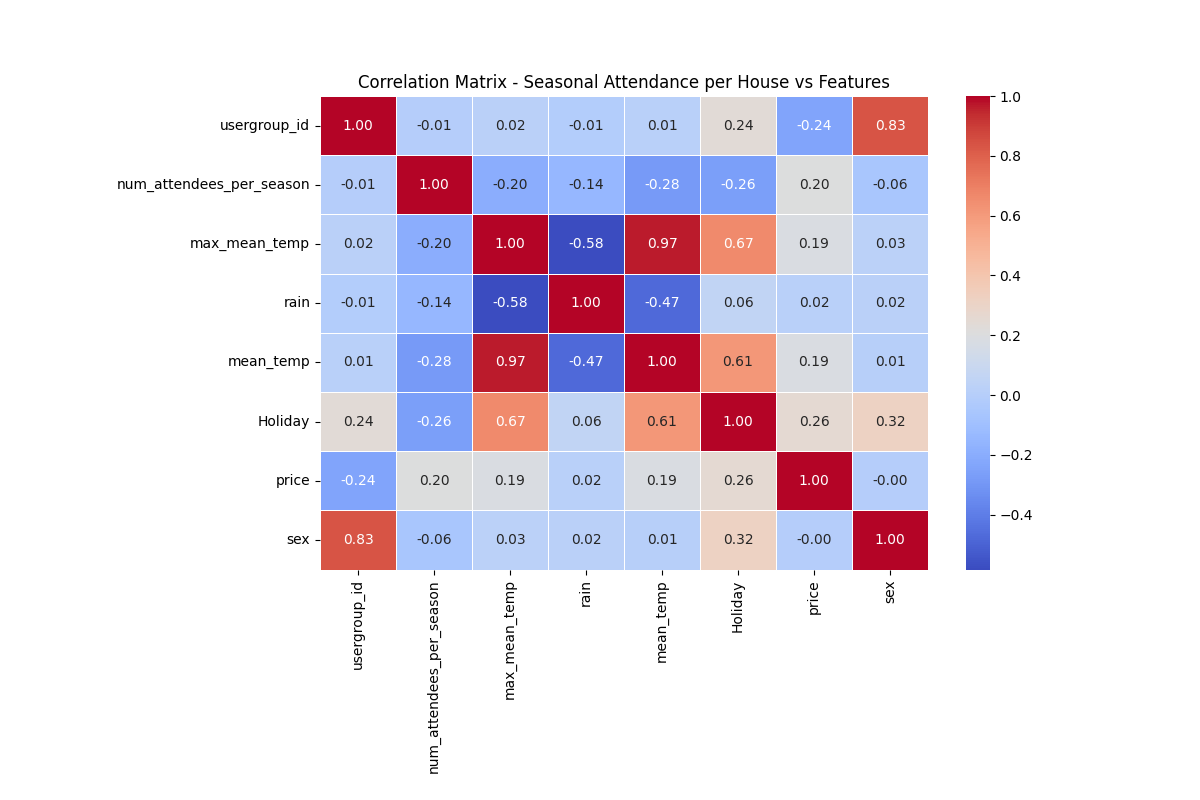 Correlation Matrix - Seasonal Attendance per House vs Features
usergroup_id 1.00 -0.01 0.02 -0.01 0.01 0.24 -0.24 0.83
num_attendees_per_season -0.01 1.00 -0.20 -0.14 -0.28 -0.26 0.20 -0.06
max_mean_temp 0.02 -0.20 1.00 -0.58 0.97 0.67 0.19 0.03
rain -0.01 -0.14 -0.58 1.00 -0.47 0.06 0.02 0.02
mean_temp 0.01 -0.28 0.97 -0.47 1.00 0.61 0.19 0.01
Holiday 0.24 -0.26 0.67 0.06 0.61 1.00 0.26 0.32
price -0.24 0.20 0.19 0.02 0.19 0.26 1.00 -0.00
sex 0.83 -0.06 0.03 0.02 0.01 0.32 -0.00 1.00
usergroup_id
num_attendees_per_season
max_mean_temp
rain
mean_temp
Holiday
price
sex
1.0
0.8
0.6
0.4
0.2
0.0
−0.2
−0.4